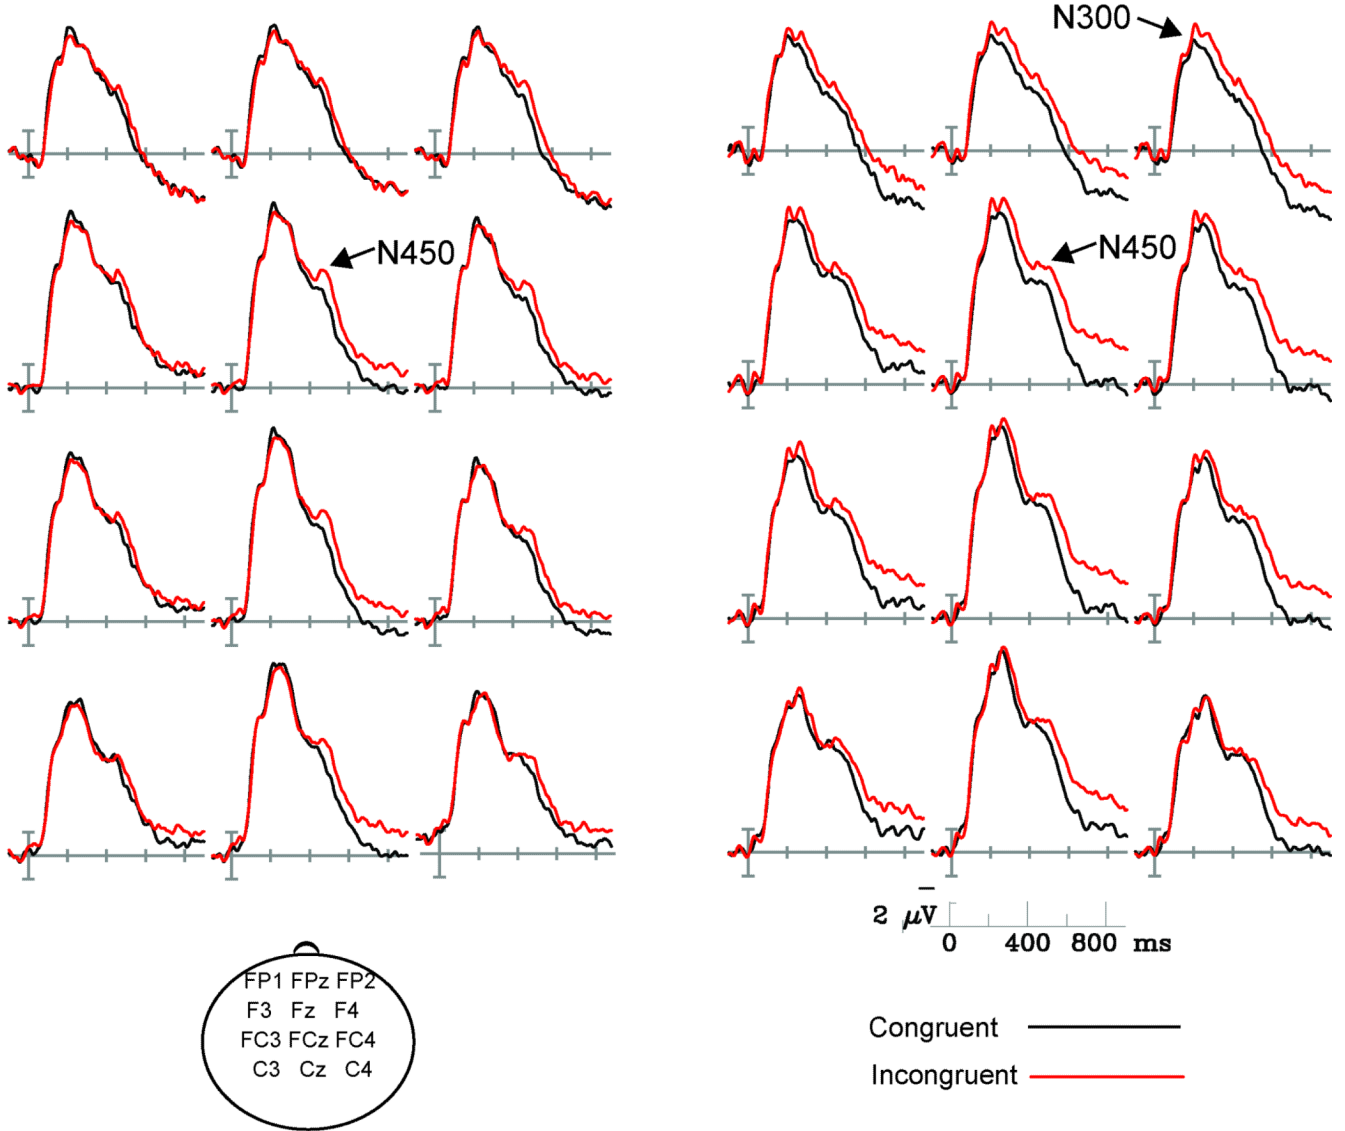 N300
N450
N450
2 μV
0 400 800 ms
FP1 FPz FP2
F3 Fz F4
FC3 FCz FC4
C3 Cz C4
Congruent
Incongruent